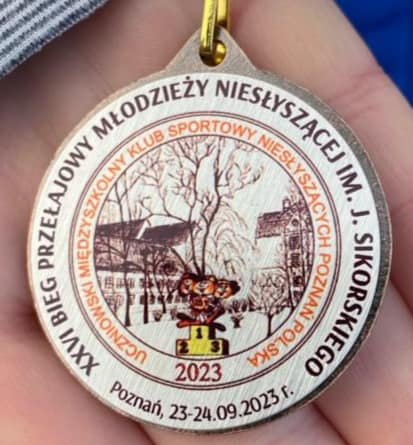 XXVI BIEG PRZEŁAJOWY MŁODZIEŻY NIESŁYSZĄCEJ IM. J. SIKORSKIEGO
UCZNIOWSKI MIĘDZYSZKOLNY KLUB SPORTOWY NIESŁYSZĄCYCH POZNAŃ POLSKA
1
2 3
2023
Poznań, 23-24.09.2023 r.